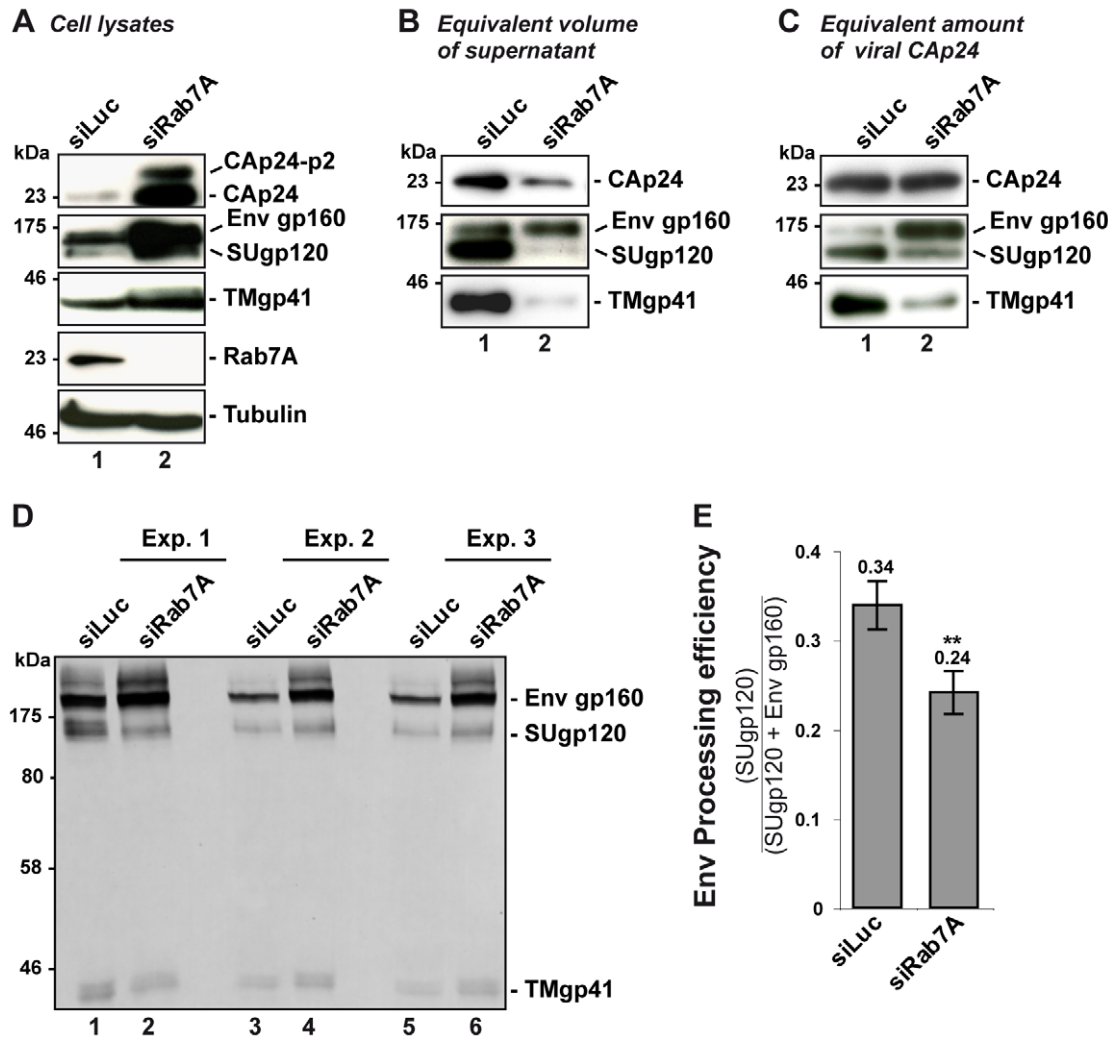 A Cell lysates
siLuc
siRab7A
kDa
CAp24-p2
23
CAp24
175
Env gp160
SUgp120
46
TMgp41
23
Rab7A
Tubulin
46
1 2
B Equivalent volume
of supernatant
siLuc
siRab7A
kDa
23
CAp24
175
Env gp160
SUgp120
46
TMgp41
1 2
C Equivalent amount
of viral CAp24
siLuc
siRab7A
kDa
23
CAp24
175
Env gp160
SUgp120
46
TMgp41
1 2
D
Exp. 1 Exp. 2 Exp. 3
siLuc
siRab7A
siLuc
siRab7A
siLuc
siRab7A
kDa
Env gp160
175
SUgp120
80
58
46
TMgp41
1 2 3 4 5 6
E
Env Processing efficiency
(SUgp120)
(SUgp120 + Env gp160)
0.4
0.3
0.2
0.1
0
0.34
**
0.24
siLuc
siRab7A